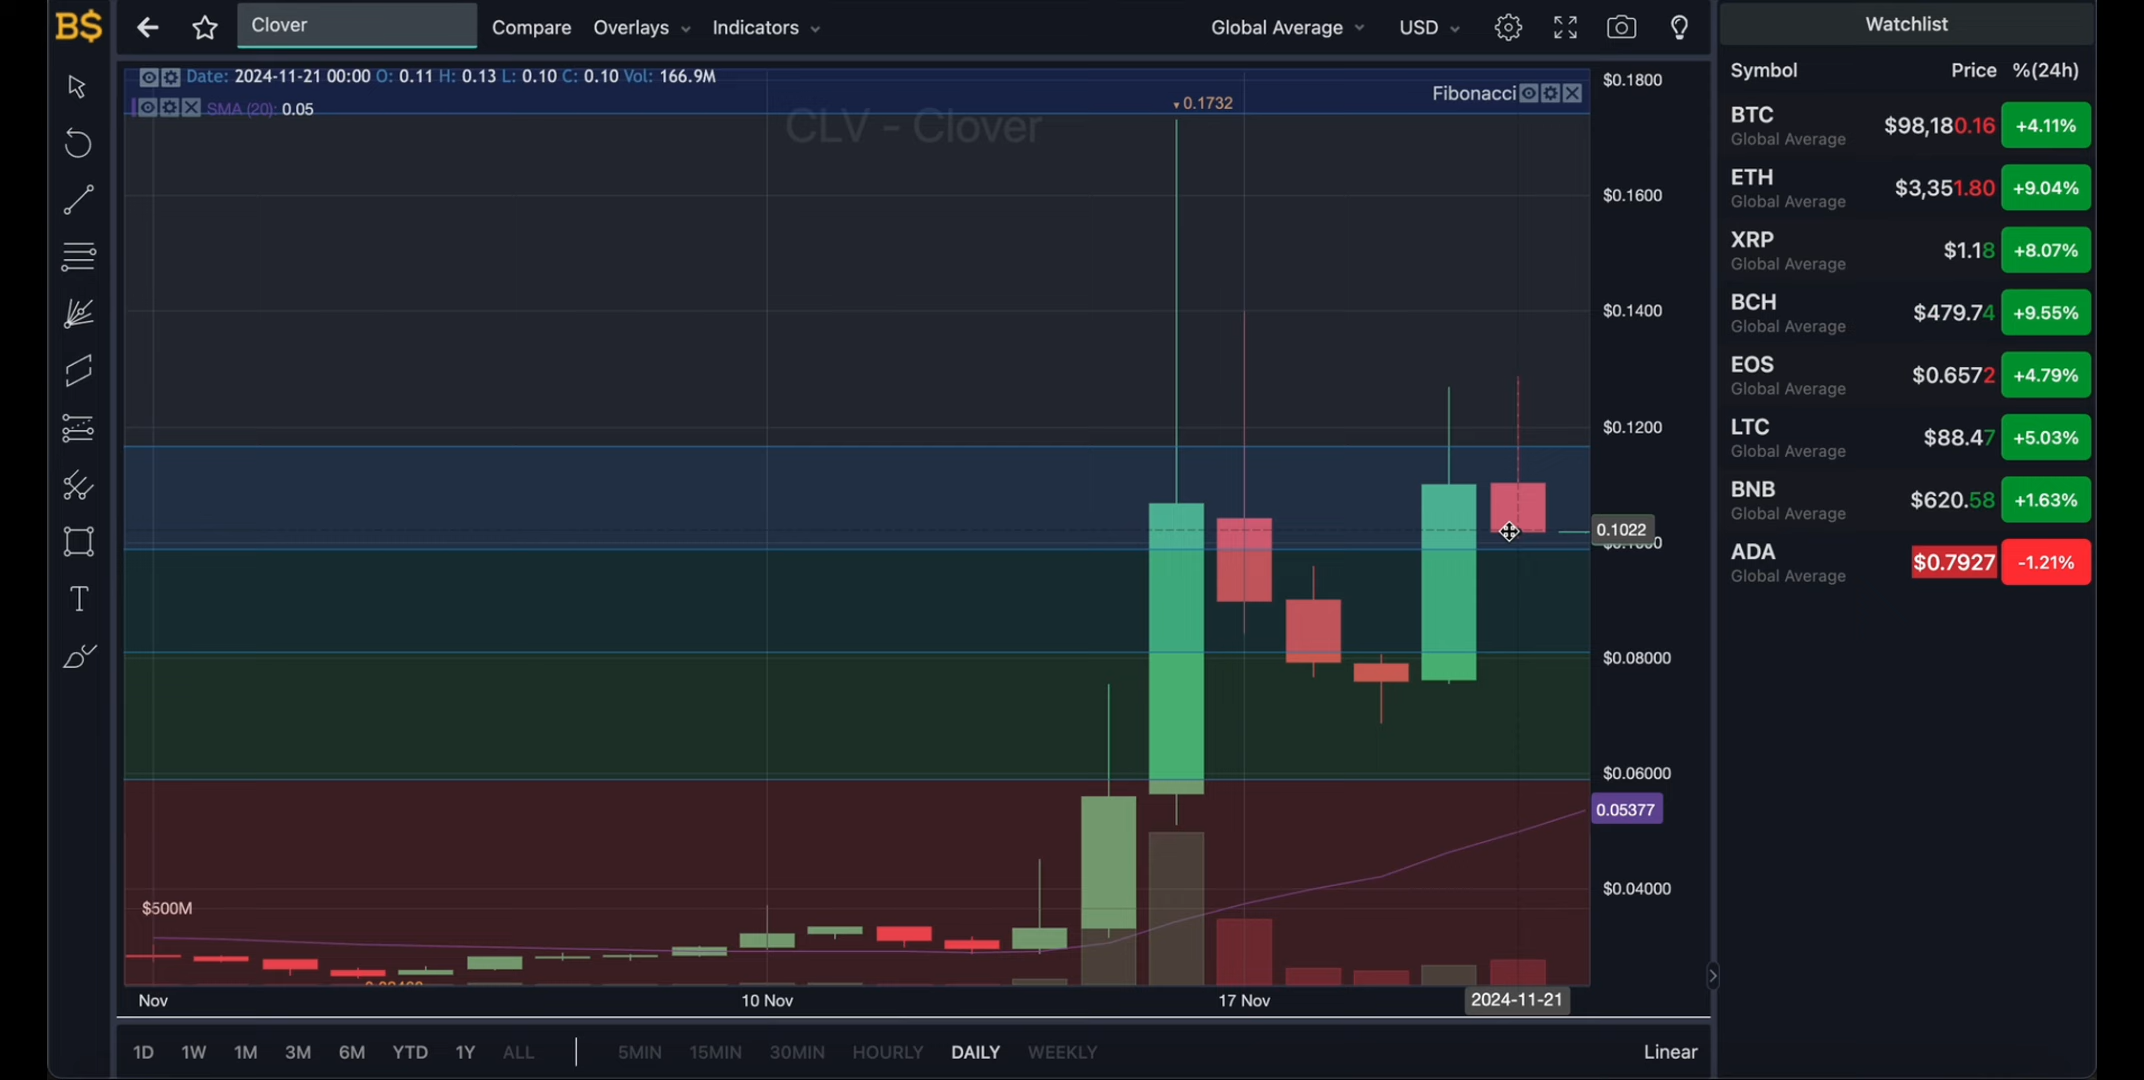 B$
Clover
Compare
Overlays
Indicators
Global Average
USD
Date: 2024-11-21 00:00 O: 0.11 H: 0.13 L: 0.10 C: 0.10 Vol: 166.9M
SMA (20): 0.05
CLV - Clover
0.1732
Fibonacci
$0.1800
$0.1600
$0.1400
$0.1200
0.1022
$0.08000
$0.06000
0.05377
$0.04000
$500M
Nov
10 Nov
17 Nov
2024-11-21
1D 1W 1M 3M 6M YTD 1Y ALL
5MIN 15MIN 30MIN HOURLY DAILY WEEKLY
Linear
Watchlist
Symbol Price %(24h)
BTC $98,180.16 +4.11%
Global Average
ETH $3,351.80 +9.04%
Global Average
XRP $1.18 +8.07%
Global Average
BCH $479.74 +9.55%
Global Average
EOS $0.6572 +4.79%
Global Average
LTC $88.47 +5.03%
Global Average
BNB $620.58 +1.63%
Global Average
ADA $0.7927 -1.21%
Global Average